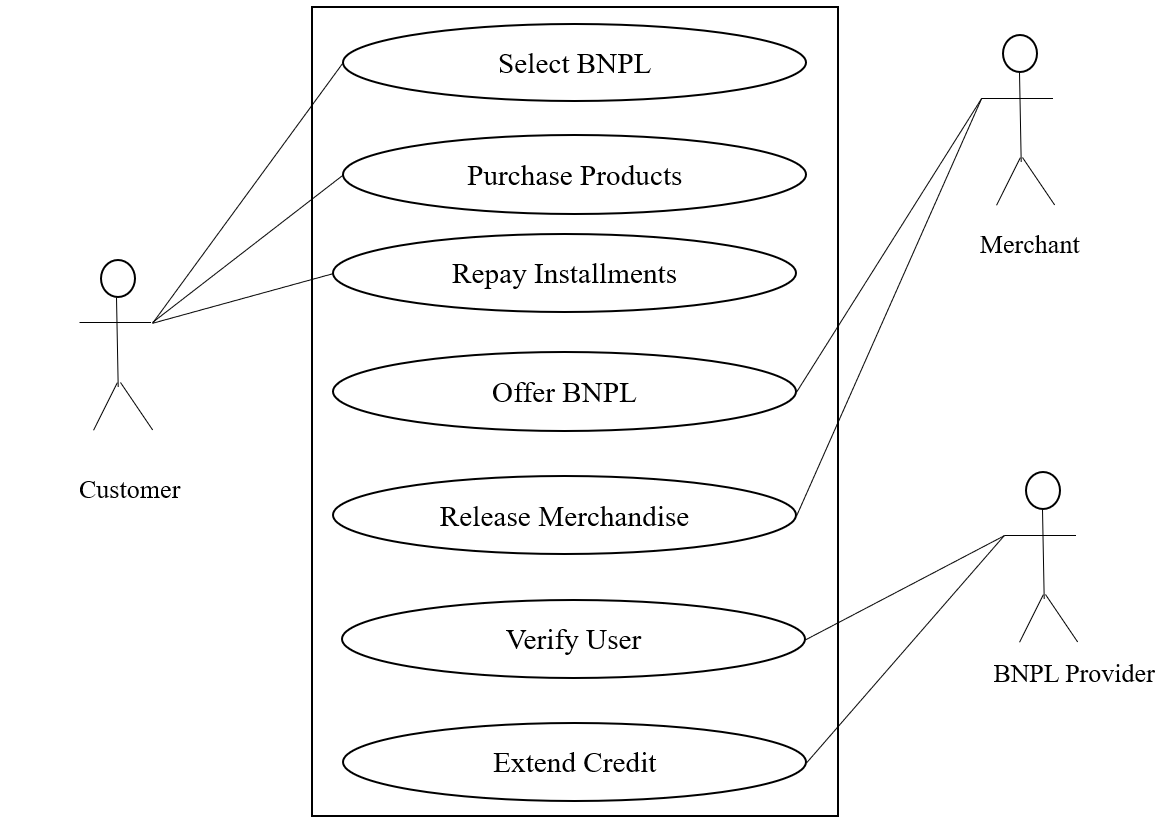 Select BNPL
Purchase Products
Merchant
Repay Installments
Offer BNPL
Customer
Release Merchandise
Verify User
BNPL Provider
Extend Credit